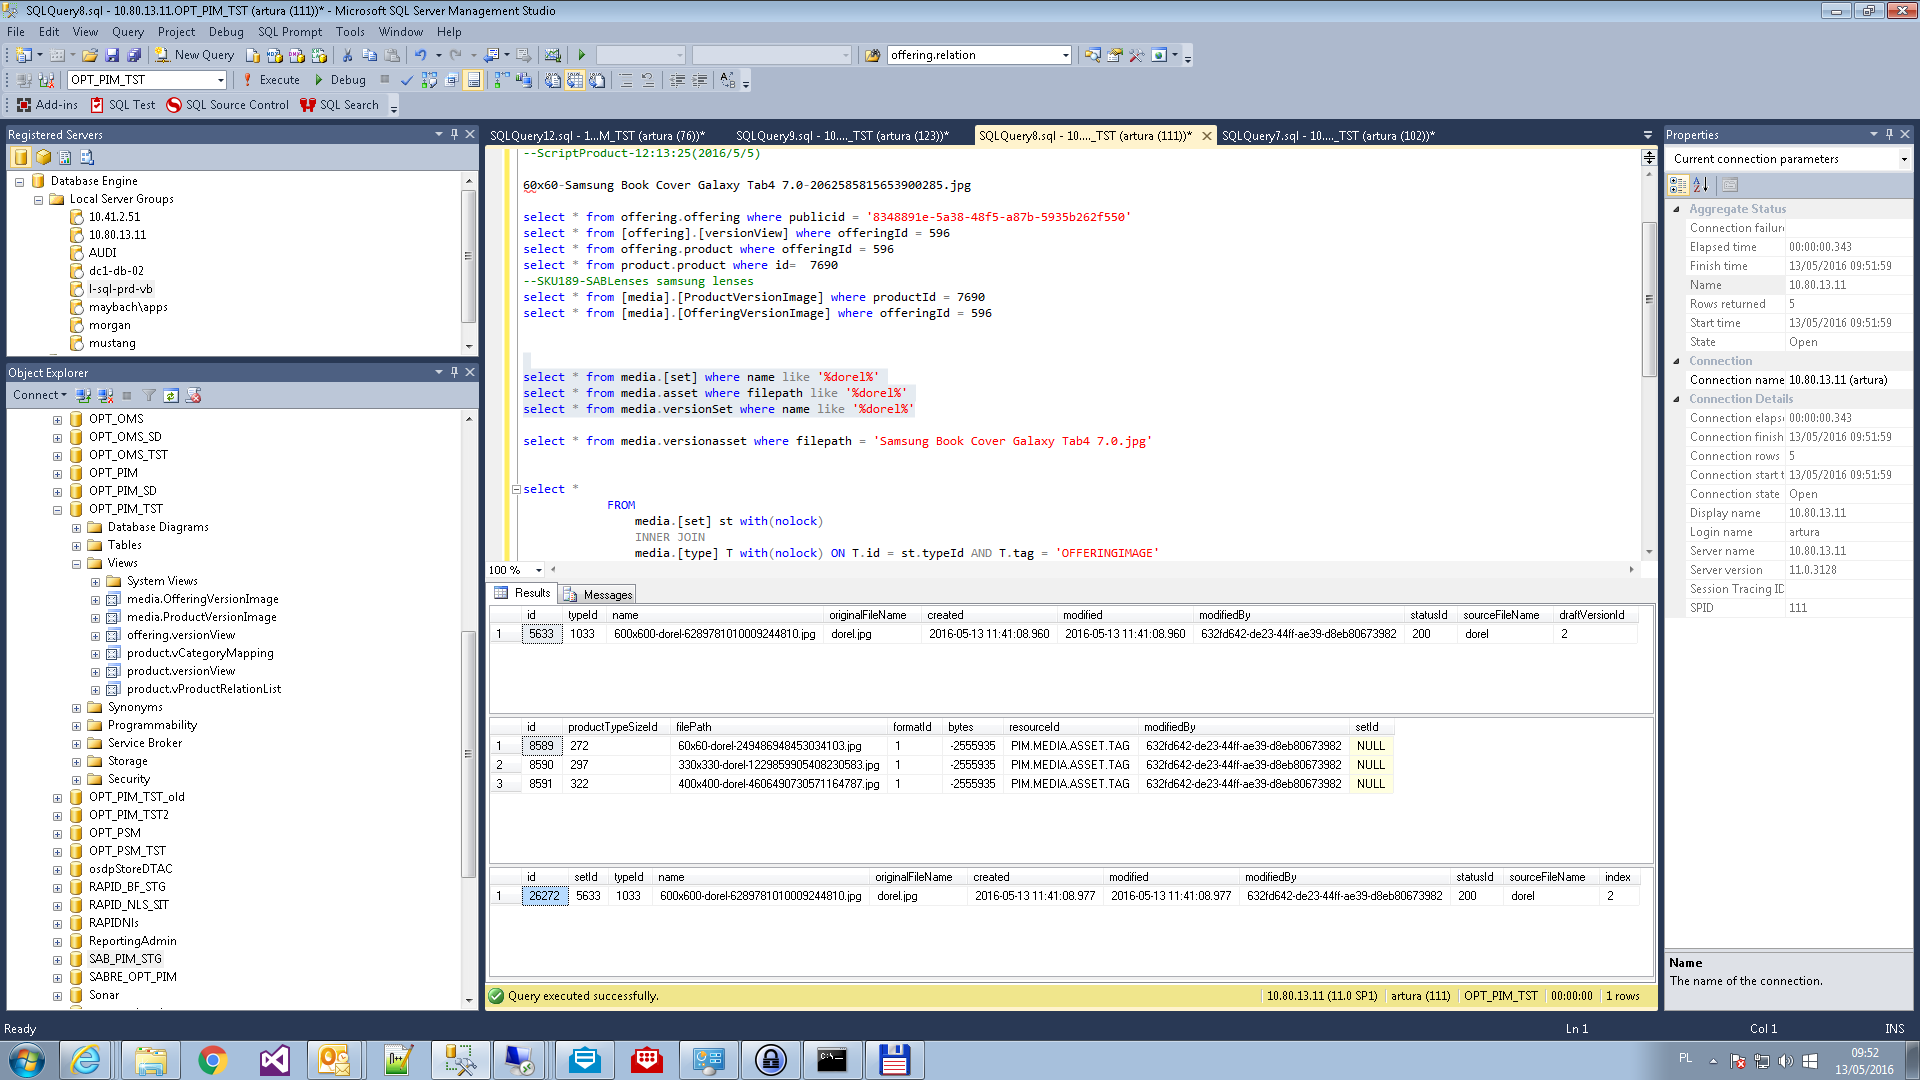 SQLQuery8.sql - 10.80.13.11.OPT_PIM_TST (artura (111))* - Microsoft SQL Server Management Studio
File Edit View Query Project Debug SQL Prompt Tools Window Help
New Query offering.relation
OPT_PIM_TST Execute Debug
Add-ins SQL Test SQL Source Control SQL Search
Registered Servers
Database Engine
Local Server Groups
10.41.2.51
10.80.13.11
AUDI
dc1-db-02
l-sql-prd-vb
maybach\apps
morgan
mustang
Object Explorer
Connect
OPT_OMS
OPT_OMS_SD
OPT_OMS_TST
OPT_PIM
OPT_PIM_SD
OPT_PIM_TST
Database Diagrams
Tables
Views
System Views
media.OfferingVersionImage
media.ProductVersionImage
offering.versionView
product.vCategoryMapping
product.versionView
product.vProductRelationList
Synonyms
Programmability
Service Broker
Storage
Security
OPT_PIM_TST_old
OPT_PIM_TST2
OPT_PSM
OPT_PSM_TST
osdpStoreDTAC
RAPID_BF_STG
RAPID_NLS_SIT
RAPIDNls
ReportingAdmin
SAB_PIM_STG
SABRE_OPT_PIM
Sonar
SQLQuery12.sql - 1...M_TST (artura (76))* SQLQuery9.sql - 10...._TST (artura (123))* SQLQuery8.sql - 10...._TST (artura (111))* SQLQuery7.sql - 10...._TST (artura (102))*
--ScriptProduct-12:13:25(2016/5/5)
60x60-Samsung Book Cover Galaxy Tab4 7.0-2062585815653900285.jpg
select * from offering.offering where publicid = '8348891e-5a38-48f5-a87b-5935b262f550'
select * from [offering].[versionView] where offeringId = 596
select * from offering.product where offeringId = 596
select * from product.product where id=  7690
--SKU189-SABLenses samsung lenses
select * from [media].[ProductVersionImage] where productId = 7690
select * from [media].[OfferingVersionImage] where offeringId = 596
select * from media.[set] where name like '%dorel%'
select * from media.asset where filepath like '%dorel%'
select * from media.versionSet where name like '%dorel%'
select * from media.versionasset where filepath = 'Samsung Book Cover Galaxy Tab4 7.0.jpg'
select *
FROM
media.[set] st with(nolock)
INNER JOIN
media.[type] T with(nolock) ON T.id = st.typeId AND T.tag = 'OFFERINGIMAGE'
100 %
Results Messages
id typeId name originalFileName created modified modifiedBy statusId sourceFileName draftVersionId
1 5633 1033 600x600-dorel-6289781010009244810.jpg dorel.jpg 2016-05-13 11:41:08.960 2016-05-13 11:41:08.960 632fd642-de23-44ff-ae39-d8eb80673982 200 dorel 2
id productTypeSizeId filePath formatId bytes resourceId modifiedBy setId
1 8589 272 60x60-dorel-249486948453034103.jpg 1 -2555935 PIM.MEDIA.ASSET.TAG 632fd642-de23-44ff-ae39-d8eb80673982 NULL
2 8590 297 330x330-dorel-1229859905408230583.jpg 1 -2555935 PIM.MEDIA.ASSET.TAG 632fd642-de23-44ff-ae39-d8eb80673982 NULL
3 8591 322 400x400-dorel-4606490730571164787.jpg 1 -2555935 PIM.MEDIA.ASSET.TAG 632fd642-de23-44ff-ae39-d8eb80673982 NULL
id setId typeId name originalFileName created modified modifiedBy statusId sourceFileName index
1 26272 5633 1033 600x600-dorel-6289781010009244810.jpg dorel.jpg 2016-05-13 11:41:08.977 2016-05-13 11:41:08.977 632fd642-de23-44ff-ae39-d8eb80673982 200 dorel 2
Query executed successfully. 10.80.13.11 (11.0 SP1) artura (111) OPT_PIM_TST 00:00:00 1 rows
Properties
Current connection parameters
Aggregate Status
Connection failure
Elapsed time 00:00:00.343
Finish time 13/05/2016 09:51:59
Name 10.80.13.11
Rows returned 5
Start time 13/05/2016 09:51:59
State Open
Connection
Connection name 10.80.13.11 (artura)
Connection Details
Connection elaps 00:00:00.343
Connection finish 13/05/2016 09:51:59
Connection rows 5
Connection start t 13/05/2016 09:51:59
Connection state Open
Display name 10.80.13.11
Login name artura
Server name 10.80.13.11
Server version 11.0.3128
Session Tracing ID
SPID 111
Name
The name of the connection.
Ready Ln 1 Col 1 INS
PL 09:52
13/05/2016